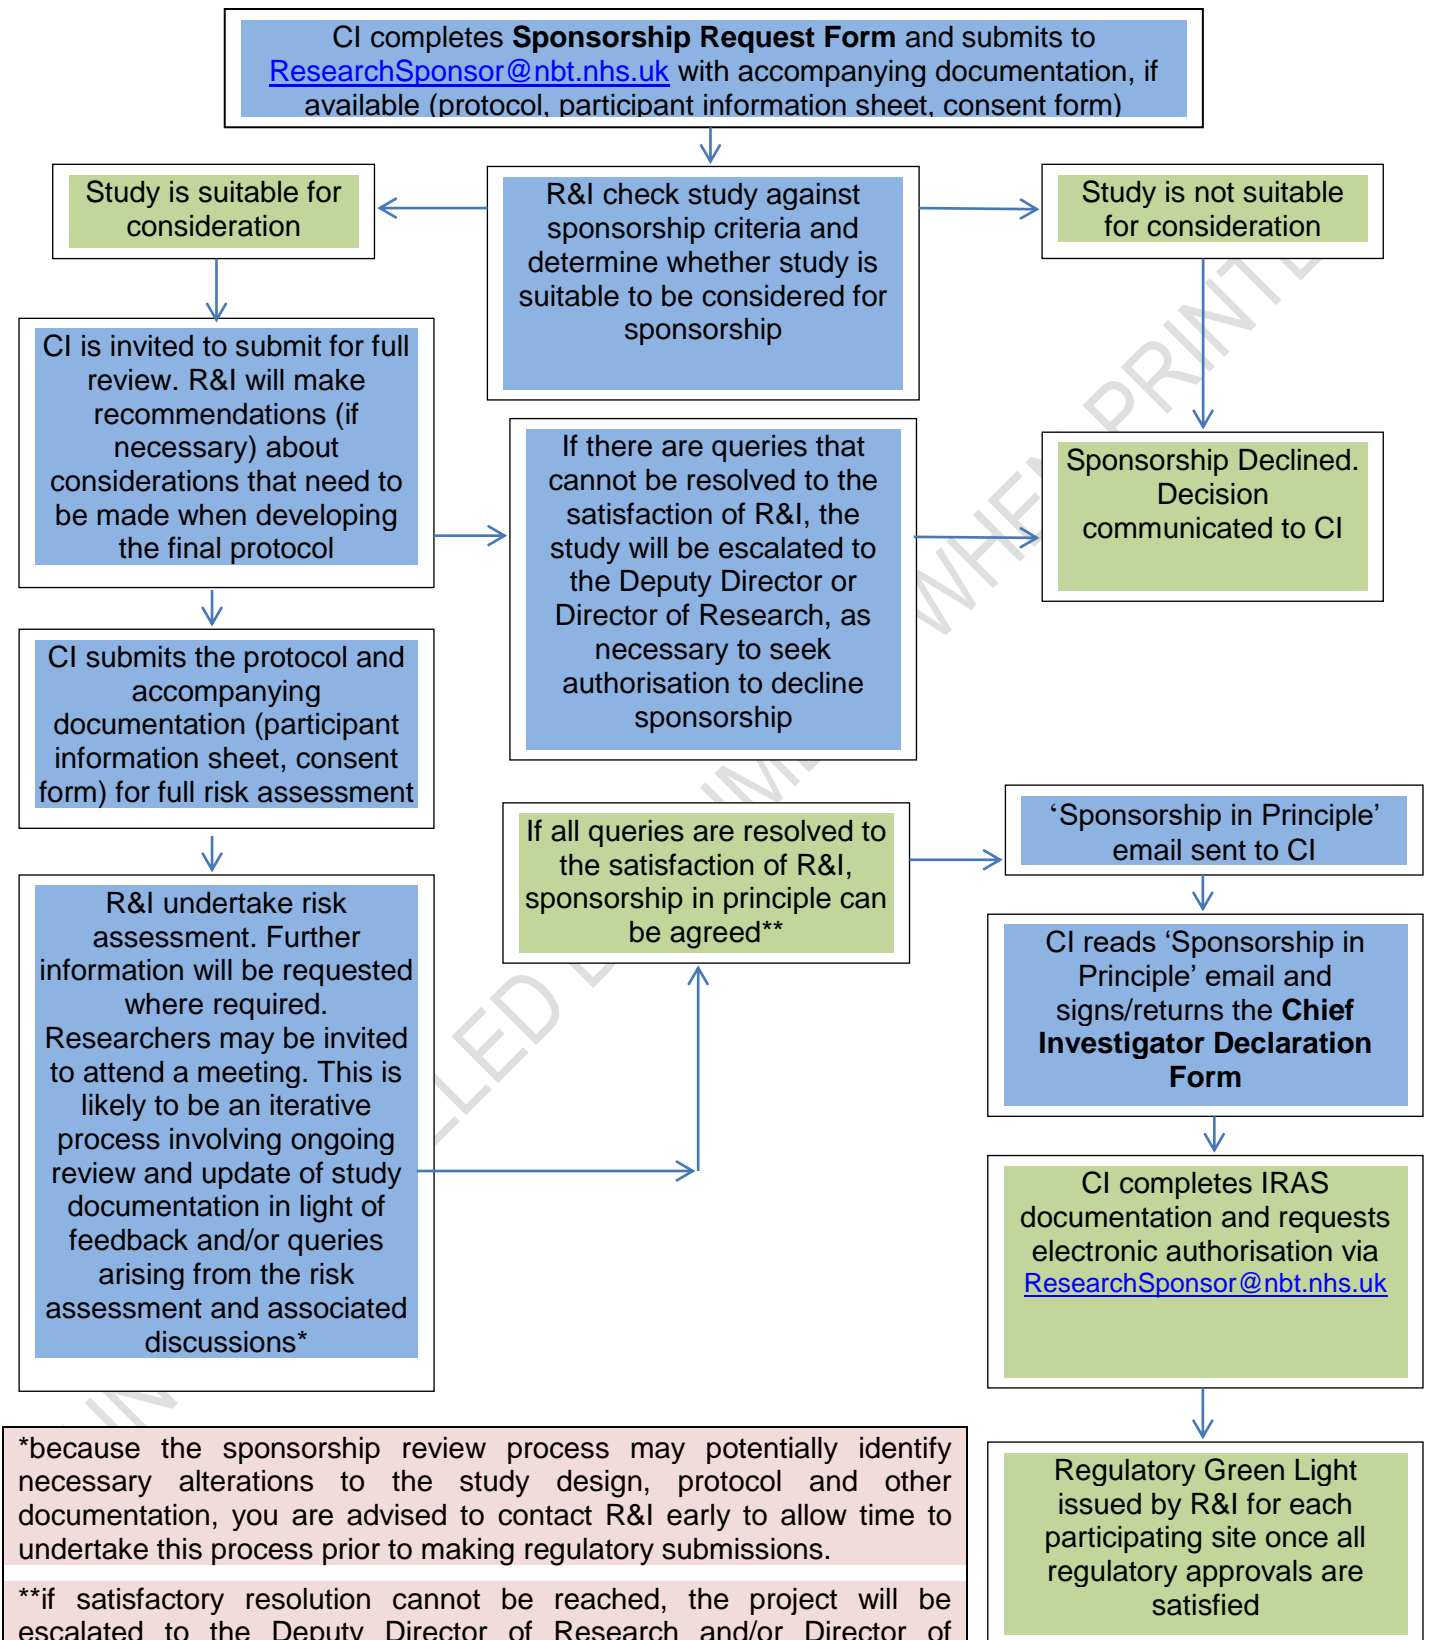 CI completes Sponsorship Request Form and submits to
ResearchSponsor@nbt.nhs.uk with accompanying documentation, if
available (protocol, participant information sheet, consent form)
Study is suitable for
consideration
R&I check study against
sponsorship criteria and
determine whether study is
suitable to be considered for
sponsorship
Study is not suitable
for consideration
CI is invited to submit for full
review. R&I will make
recommendations (if
necessary) about
considerations that need to
be made when developing
the final protocol
If there are queries that
cannot be resolved to the
satisfaction of R&I, the
study will be escalated to
the Deputy Director or
Director of Research, as
necessary to seek
authorisation to decline
sponsorship
Sponsorship Declined.
Decision
communicated to CI
CI submits the protocol and
accompanying
documentation (participant
information sheet, consent
form) for full risk assessment
If all queries are resolved to
the satisfaction of R&I,
sponsorship in principle can
be agreed**
‘Sponsorship in Principle’
email sent to CI
R&I undertake risk
assessment. Further
information will be requested
where required.
Researchers may be invited
to attend a meeting. This is
likely to be an iterative
process involving ongoing
review and update of study
documentation in light of
feedback and/or queries
arising from the risk
assessment and associated
discussions*
CI reads ‘Sponsorship in
Principle’ email and
signs/returns the Chief
Investigator Declaration
Form
CI completes IRAS
documentation and requests
electronic authorisation via
ResearchSponsor@nbt.nhs.uk
Regulatory Green Light
issued by R&I for each
participating site once all
regulatory approvals are
satisfied
*because the sponsorship review process may potentially identify
necessary alterations to the study design, protocol and other
documentation, you are advised to contact R&I early to allow time to
undertake this process prior to making regulatory submissions.
**if satisfactory resolution cannot be reached, the project will be
escalated to the Deputy Director of Research and/or Director of
WHEN